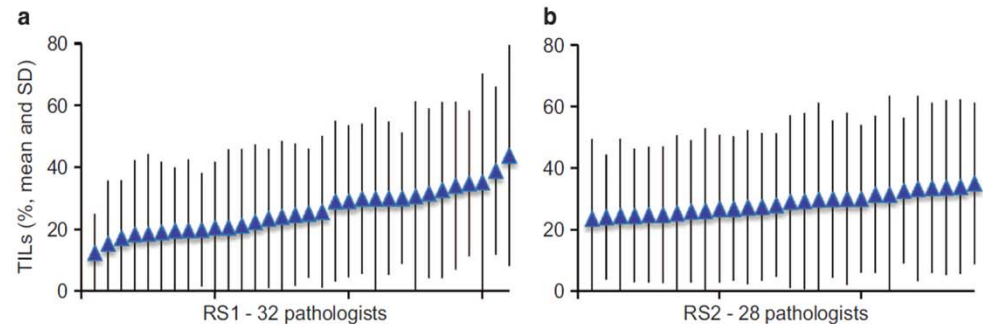 a
b
80
60
40
20
0
TILs (%, mean and SD)
RS1 - 32 pathologists
80
60
40
20
0
RS2 - 28 pathologists